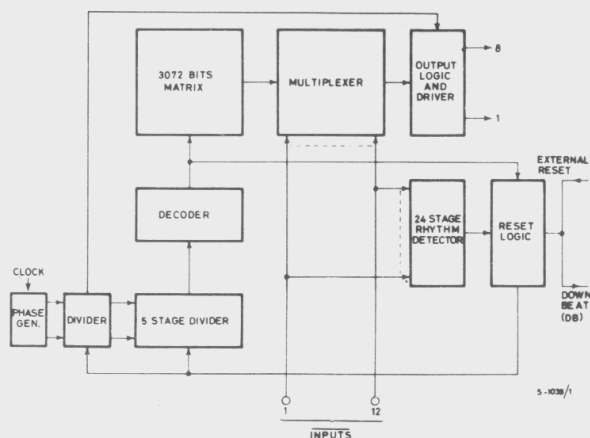 3072 BITS
MATRIX
MULTIPLEXER
OUTPUT
LOGIC
AND
DRIVER
8
1
EXTERNAL
RESET
DECODER
24 STAGE
RHYTHM
DETECTOR
RESET
LOGIC
CLOCK
PHASE
GEN.
DIVIDER
5 STAGE DIVIDER
DOWN
BEAT
(DB)
S-1038/1
1
12
INPUTS